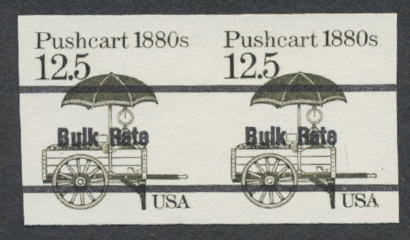 Pushcart 1880s Pushcart 1880s
12.5 12.5
Bulk Rate Bulk Rate
USA USA